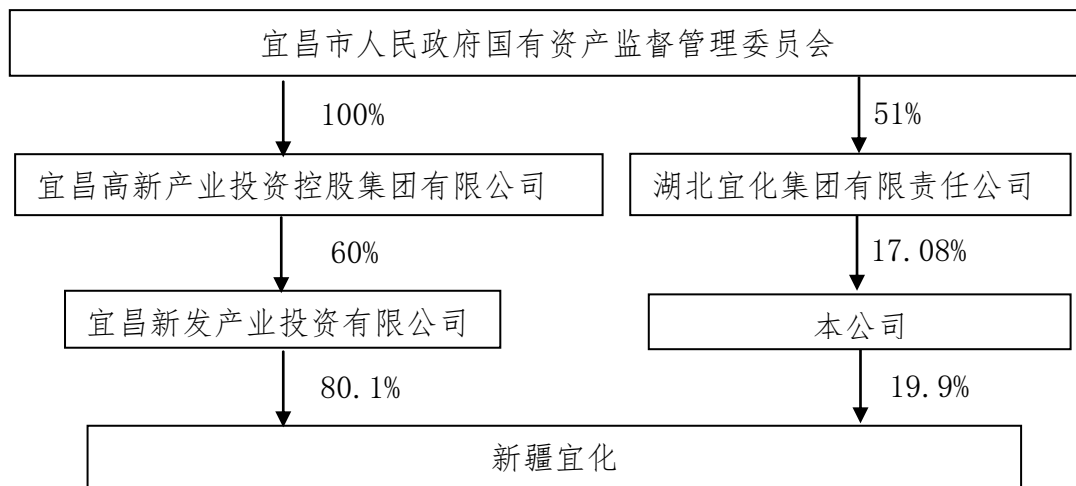 宜昌市人民政府国有资产监督管理委员会
100%
51%
宜昌高新产业投资控股集团有限公司
湖北宜化集团有限责任公司
60%
17.08%
宜昌新发产业投资有限公司
本公司
80.1%
19.9%
新疆宜化